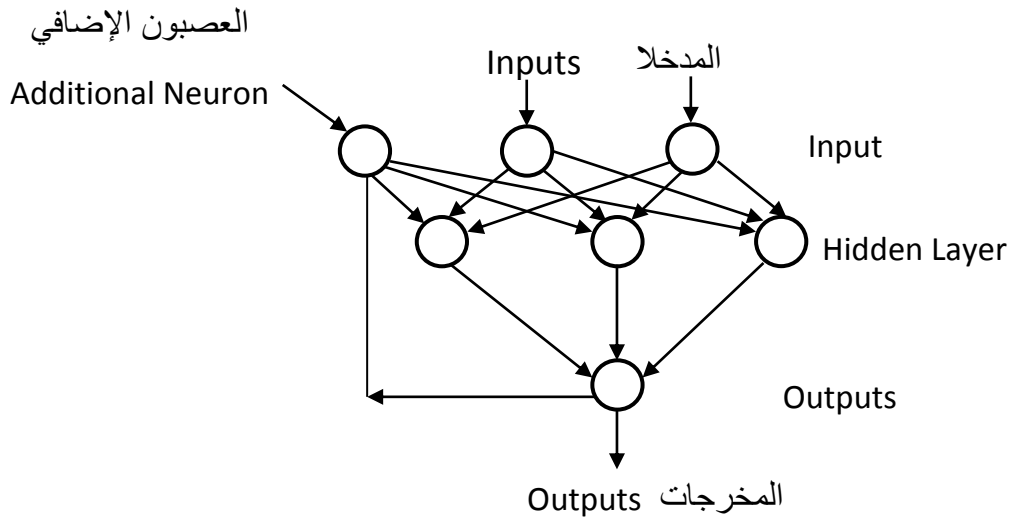 العصبون الإضافي
Additional Neuron
Inputs
المدخلا
Input
Hidden Layer
Outputs
Outputs المخرجات